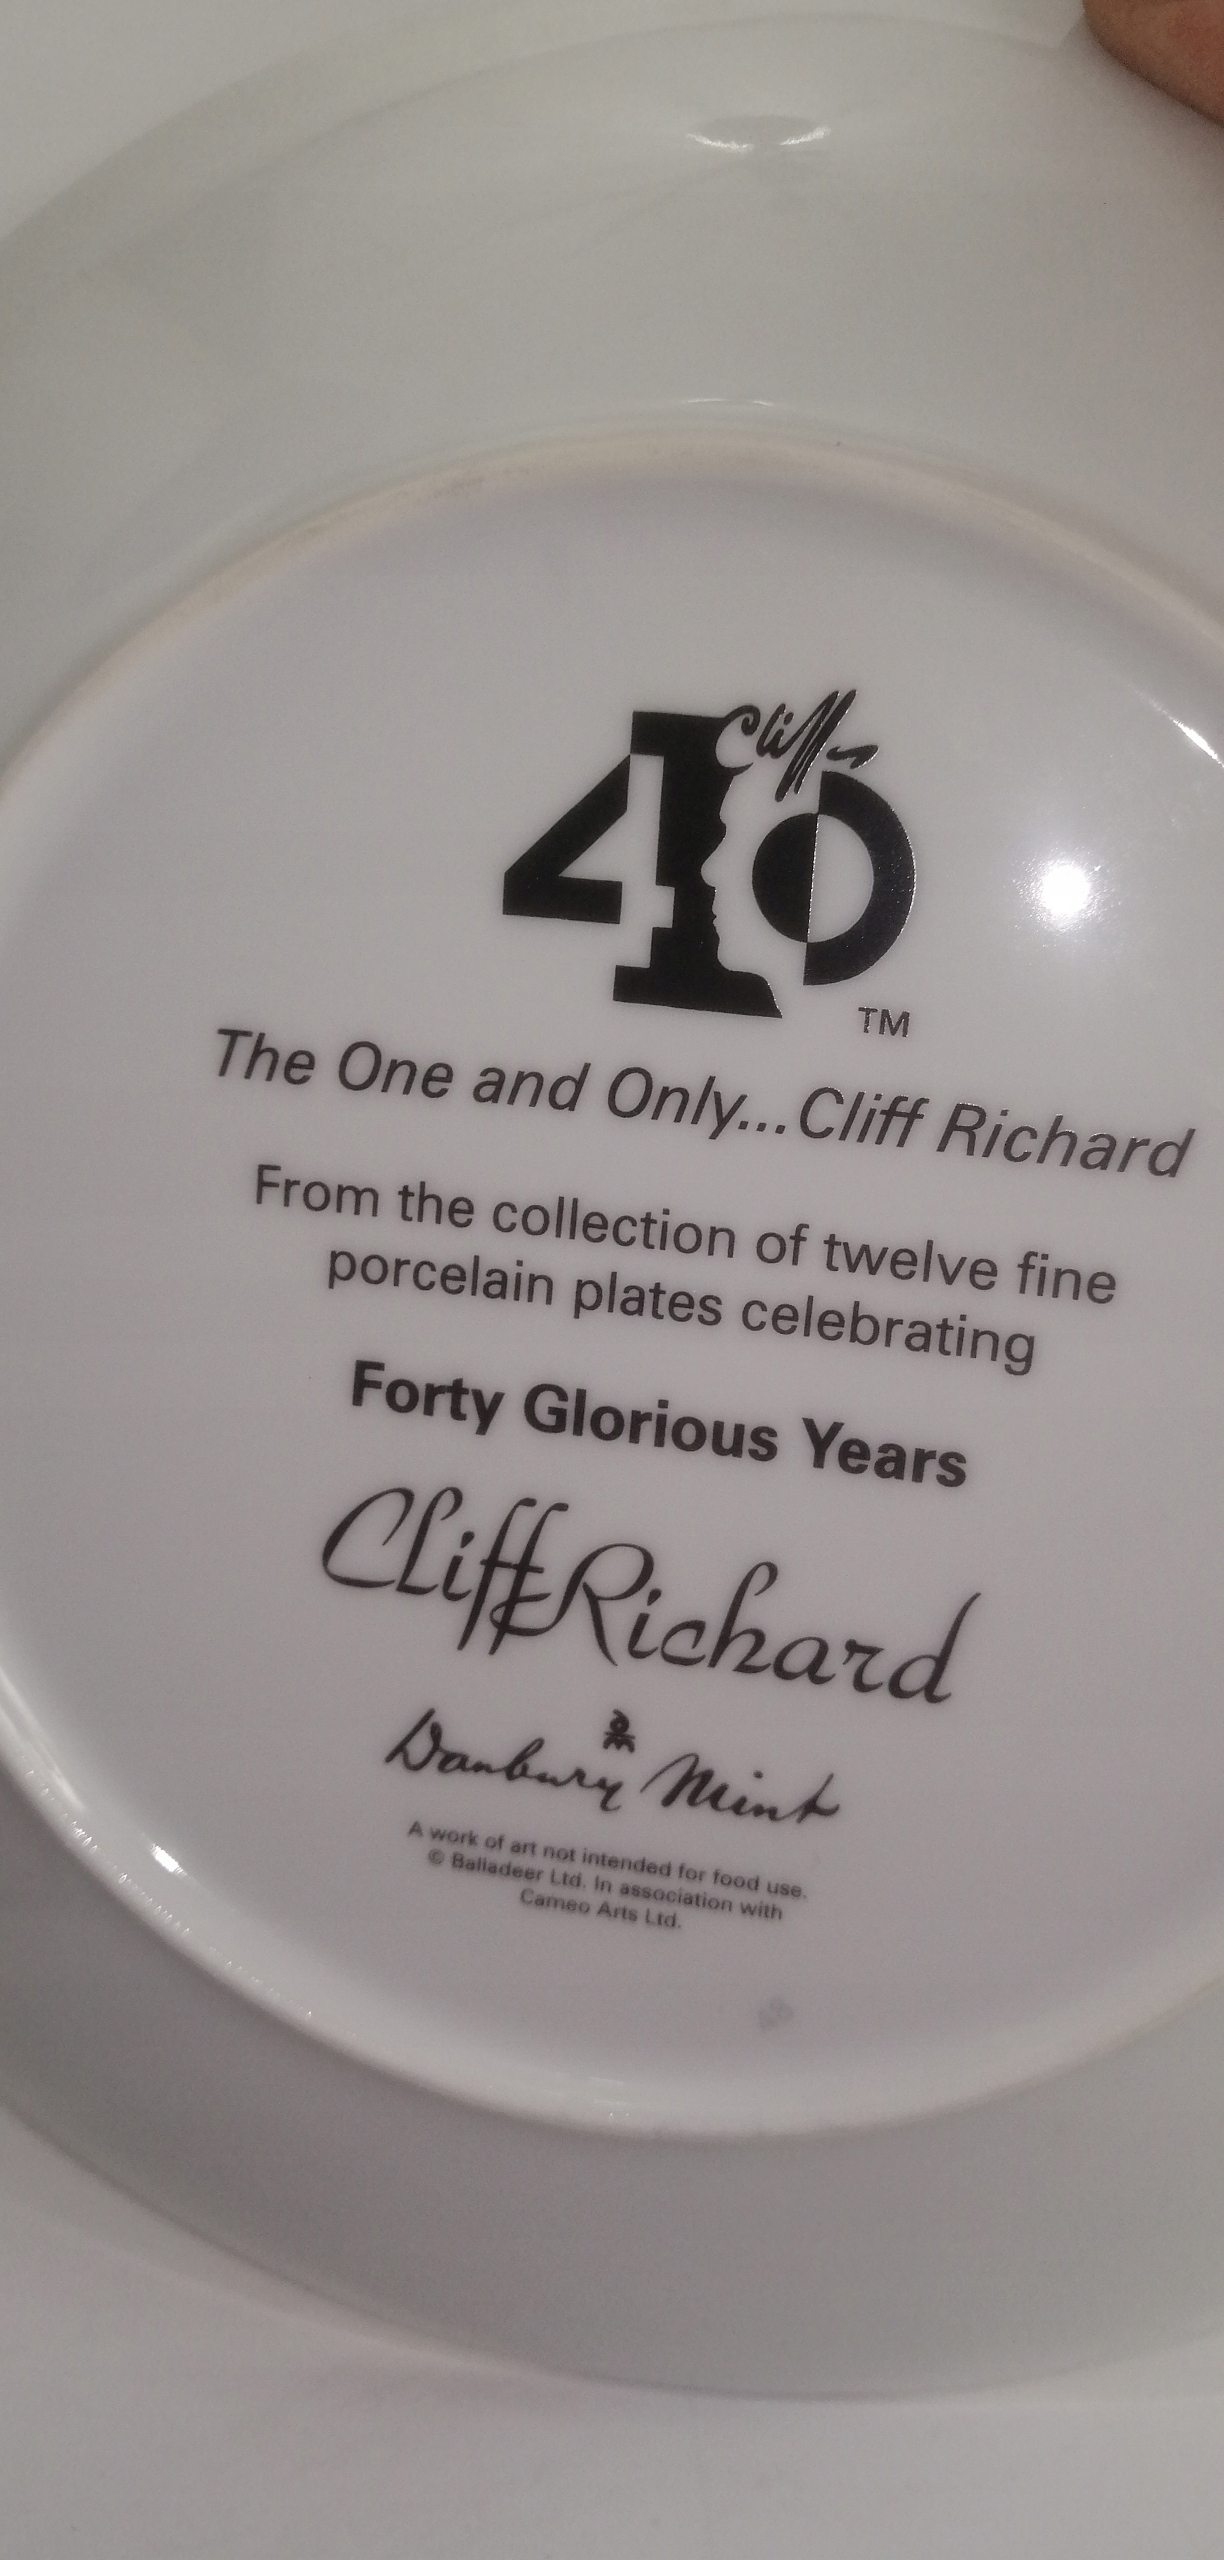 Cliff
40
TM
The One and Only...Cliff Richard
From the collection of twelve fine
porcelain plates celebrating
Forty Glorious Years
Cliff Richard
Danbury Mint
A work of art not intended for food use.
© Balladeer Ltd. In association with
Cameo Arts Ltd.